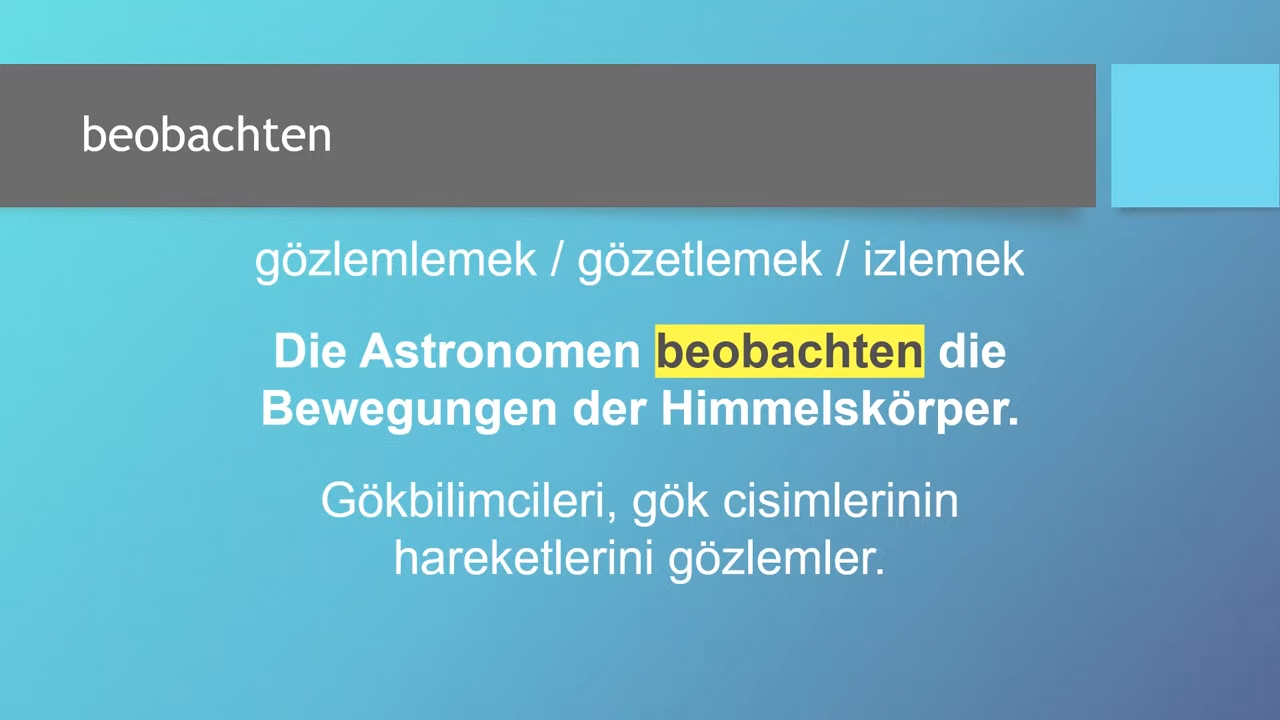 beobachten
gözlemlemek / gözetlemek / izlemek
Die Astronomen beobachten die
Bewegungen der Himmelskörper.
Gökbilimcileri, gök cisimlerinin
hareketlerini gözlemler.